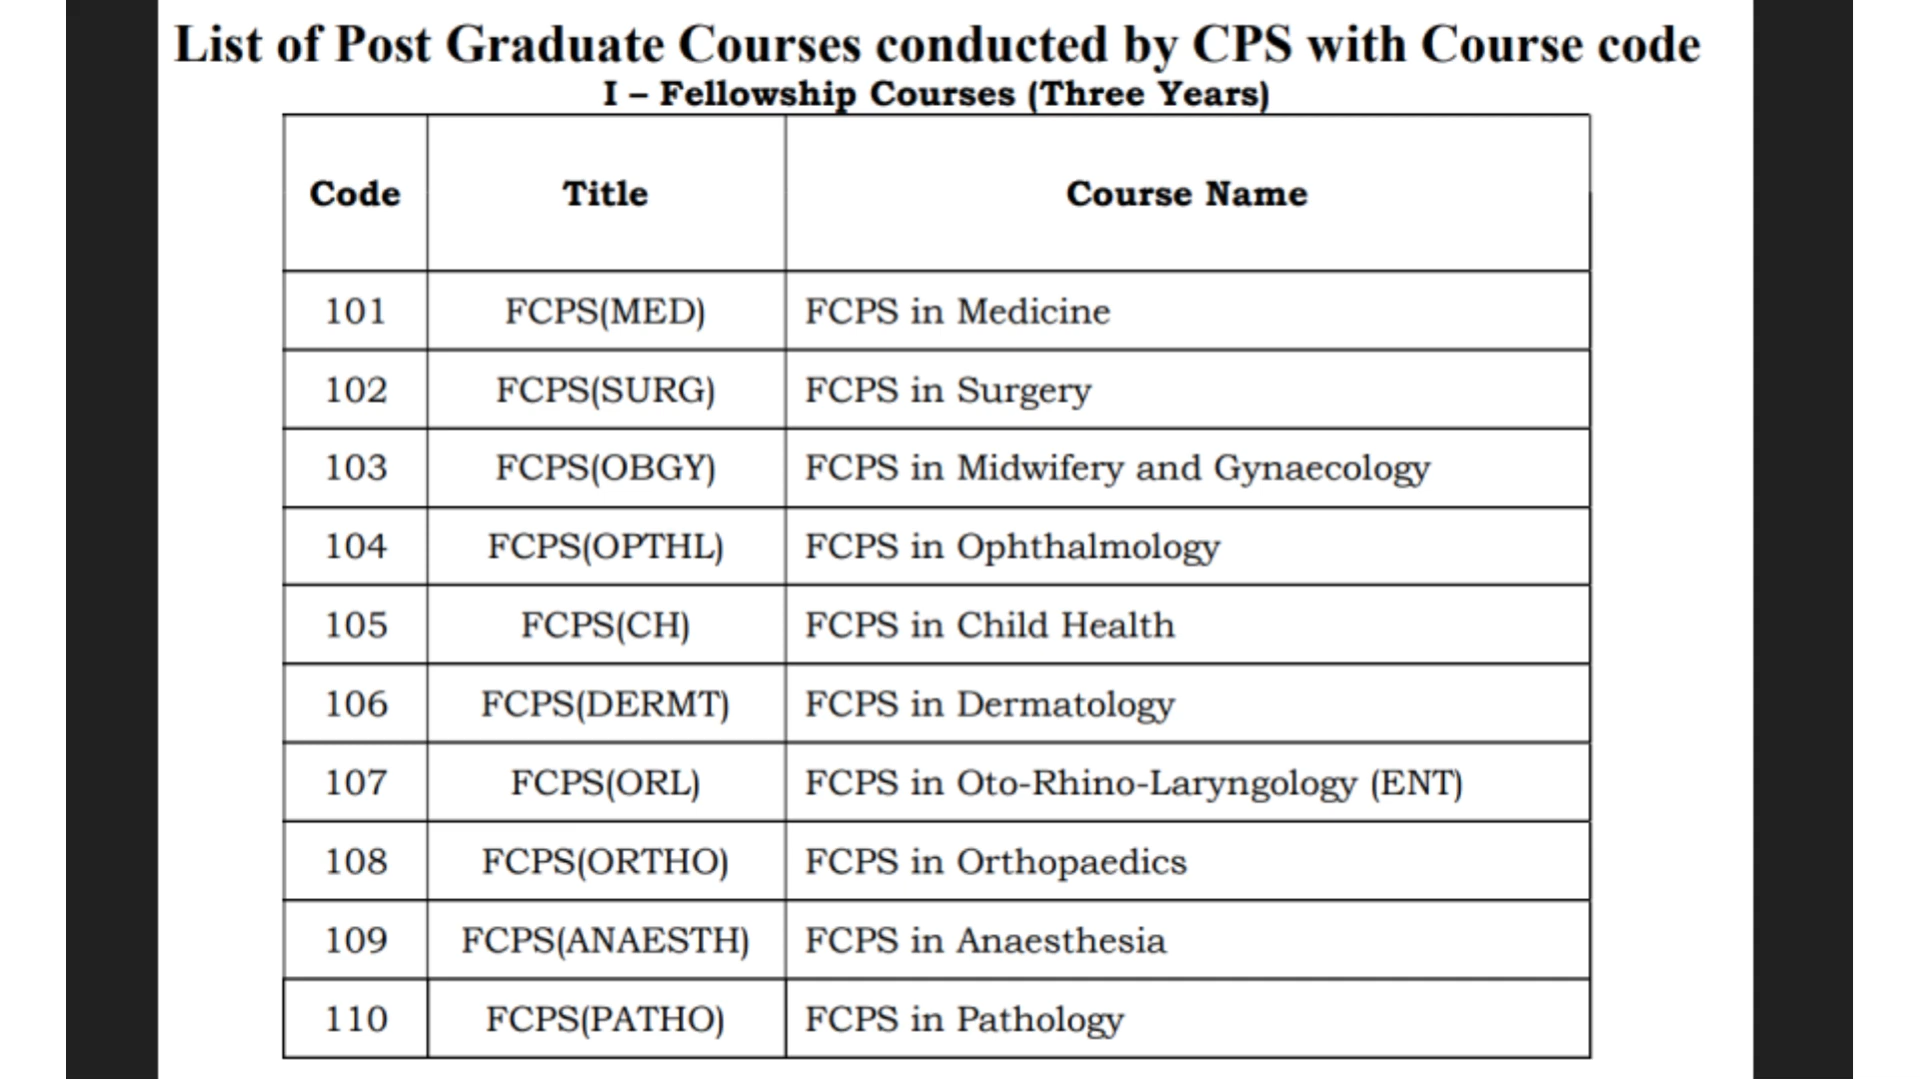 List of Post Graduate Courses conducted by CPS with Course code
I – Fellowship Courses (Three Years)
Code Title Course Name
101 FCPS(MED) FCPS in Medicine
102 FCPS(SURG) FCPS in Surgery
103 FCPS(OBGY) FCPS in Midwifery and Gynaecology
104 FCPS(OPTHL) FCPS in Ophthalmology
105 FCPS(CH) FCPS in Child Health
106 FCPS(DERMT) FCPS in Dermatology
107 FCPS(ORL) FCPS in Oto-Rhino-Laryngology (ENT)
108 FCPS(ORTHO) FCPS in Orthopaedics
109 FCPS(ANAESTH) FCPS in Anaesthesia
110 FCPS(PATHO) FCPS in Pathology